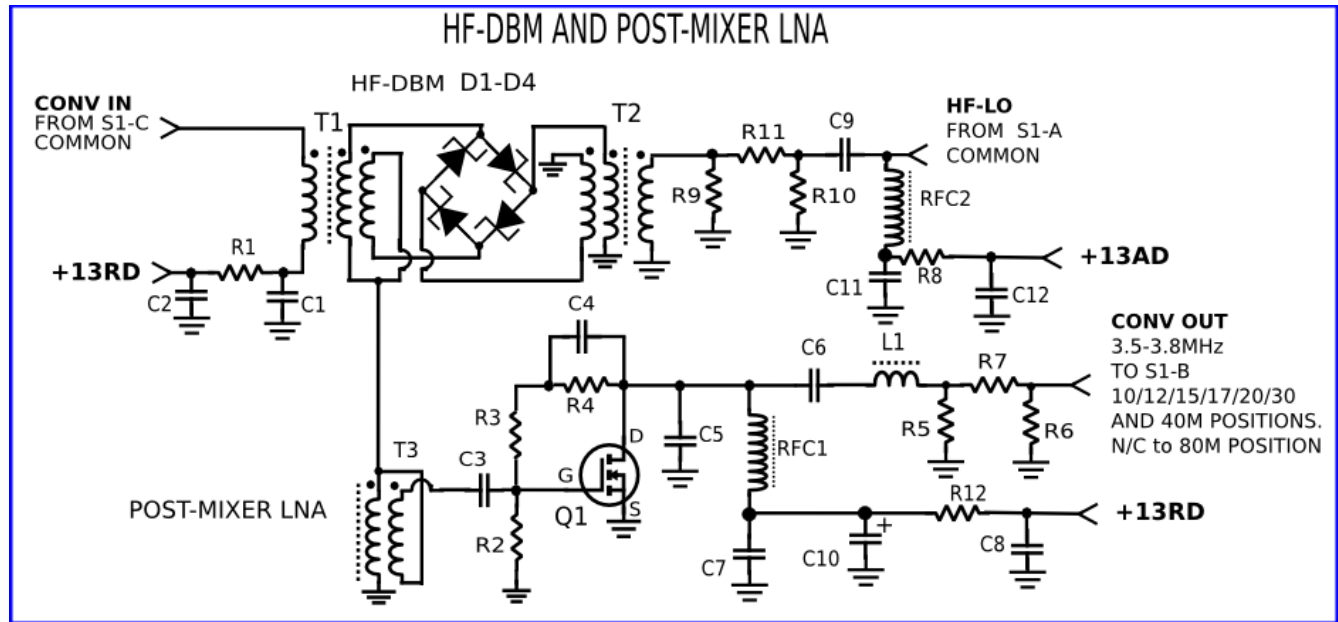 HF-DBM AND POST-MIXER LNA
HF-DBM D1-D4
CONV IN
FROM S1-C
COMMON
T1
T2
R11
C9
HF-LO
FROM S1-A
COMMON
R9
R10
RFC2
R1
+13RD
C2
C1
C11
R8
+13AD
C12
C4
CONV OUT
3.5-3.8MHz
TO S1-B
10/12/15/17/20/30
AND 40M POSITIONS.
N/C to 80M POSITION
C6
L1
R7
R4
R3
R5
R6
C5
RFC1
D
G
S
Q1
T3
C3
POST-MIXER LNA
R2
R12
+13RD
C7
C10
+
C8